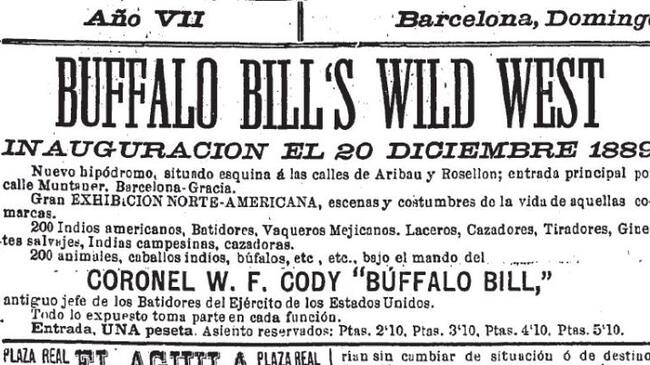 Año VII
Barcelona, Domingo
BUFFALO BILL'S WILD WEST
INAUGURACION EL 20 DICIEMBRE 1889
Nuevo hipódromo, situado esquina á las calles de Aribau y Rosellon; entrada principal por
calle Muntaner. Barcelona-Gracia.
Gran EXHIBICION NORTE-AMERICANA, escenas y costumbres de la vida de aquellas co-
marcas.
200 Indios americanos, Batidores, Vaqueros Mejicanos. Laceros, Cazadores, Tiradores, Gine-
tes salvajes, Indias campesinas, cazadoras.
200 animales, caballos indios, búfalos, etc., etc., bajo el mando del
CORONEL W. F. CODY "BÚFFALO BILL,"
antiguo jefe de los Batidores del Ejército de los Estados Unidos.
Todo lo expuesto toma parte en cada función.
Entrada, UNA peseta. Asiento reservados: Ptas. 2'10, Ptas. 3'10, Ptas. 4'10, Ptas. 5'10.
PLAZA REAL EL AGUILA PLAZA REAL
rian sin cambiar de situación ó de destino